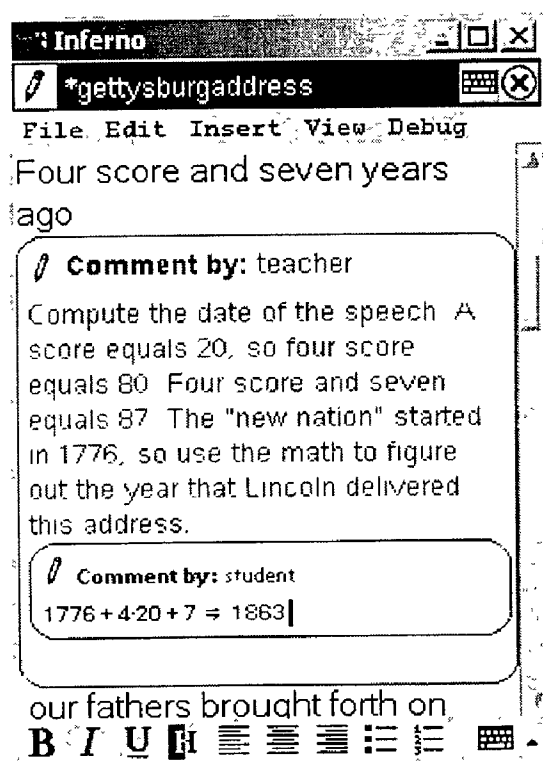 Inferno
*gettysburgaddress
File Edit Insert View Debug
Four score and seven years
ago
Comment by: teacher
Compute the date of the speech A
score equals 20, so four score
equals 80 Four score and seven
equals 87 The "new nation" started
in 1776, so use the math to figure
out the year that Lincoln delivered
this address.
Comment by: student
1776 + 4·20 + 7 ⇒ 1863
our fathers brought forth on
B I U H